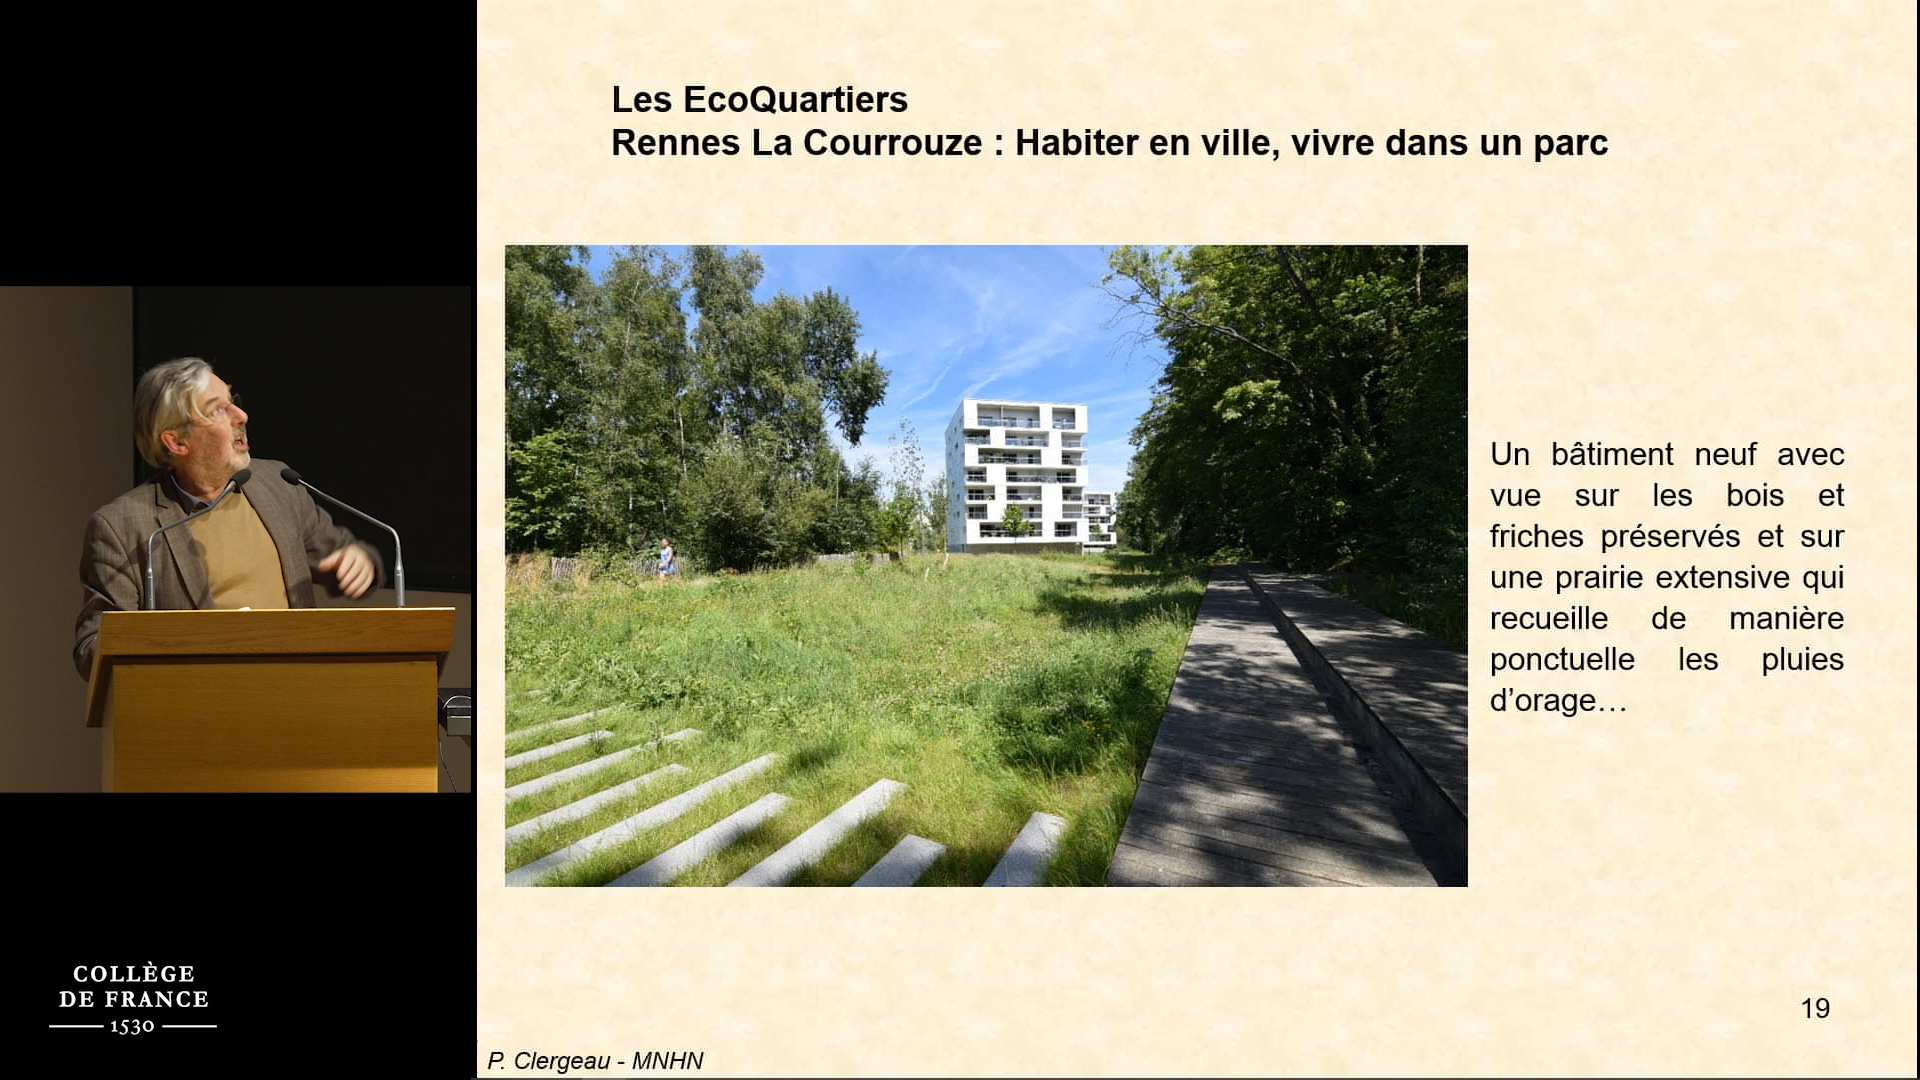 Les EcoQuartiers
Rennes La Courrouze : Habiter en ville, vivre dans un parc
Un bâtiment neuf avec
vue sur les bois et
friches préservés et sur
une prairie extensive qui
recueille de manière
ponctuelle les pluies
d’orage…
COLLÈGE
DE FRANCE
1530
19
P. Clergeau - MNHN